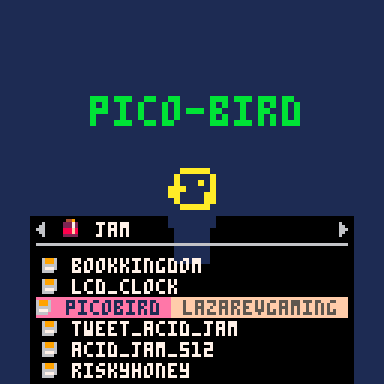 PICO-BIRD
JAM
BOOKKINGDOM
LCD_CLOCK
PICOBIRD LAZAREVGAMING
TWEET_ACID_JAM
ACID_JAM_512
RISKYHONEY